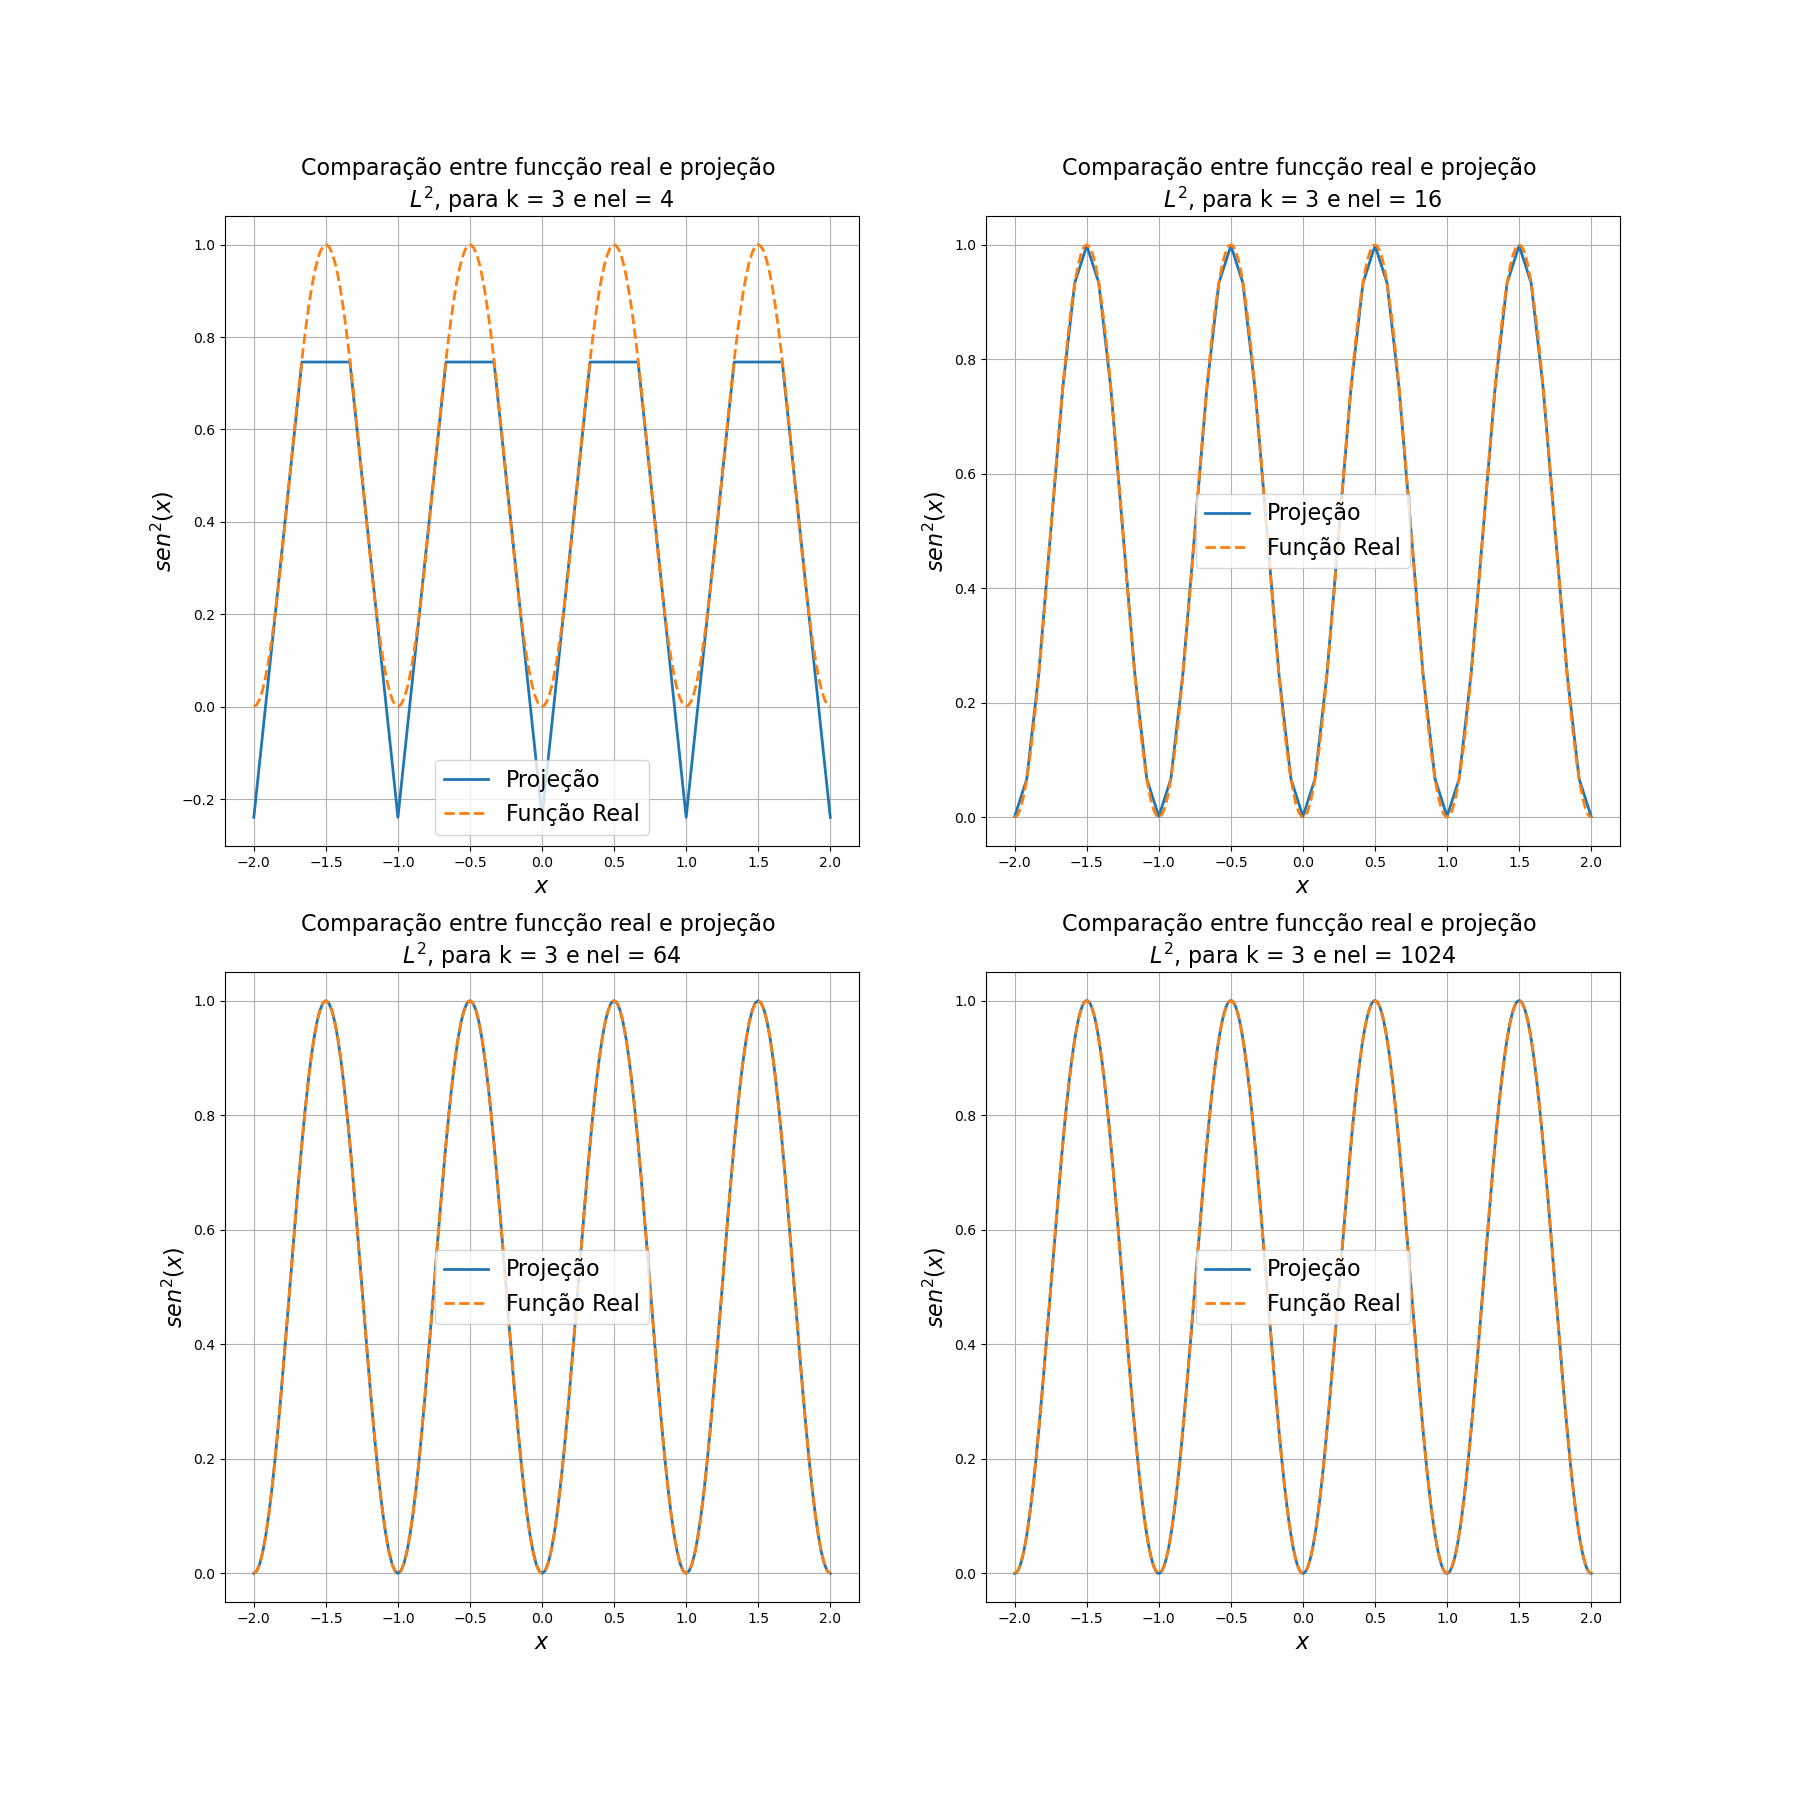 Comparação entre funcção real e projeção
L², para k = 3 e nel = 4
1.0
0.8
0.6
0.4
0.2
0.0
−0.2
sen²(x)
Projeção
Função Real
−2.0 −1.5 −1.0 −0.5 0.0 0.5 1.0 1.5 2.0
x
Comparação entre funcção real e projeção
L², para k = 3 e nel = 16
1.0
0.8
0.6
0.4
0.2
0.0
sen²(x)
Projeção
Função Real
−2.0 −1.5 −1.0 −0.5 0.0 0.5 1.0 1.5 2.0
x
Comparação entre funcção real e projeção
L², para k = 3 e nel = 64
1.0
0.8
0.6
0.4
0.2
0.0
sen²(x)
Projeção
Função Real
−2.0 −1.5 −1.0 −0.5 0.0 0.5 1.0 1.5 2.0
x
Comparação entre funcção real e projeção
L², para k = 3 e nel = 1024
1.0
0.8
0.6
0.4
0.2
0.0
sen²(x)
Projeção
Função Real
−2.0 −1.5 −1.0 −0.5 0.0 0.5 1.0 1.5 2.0
x